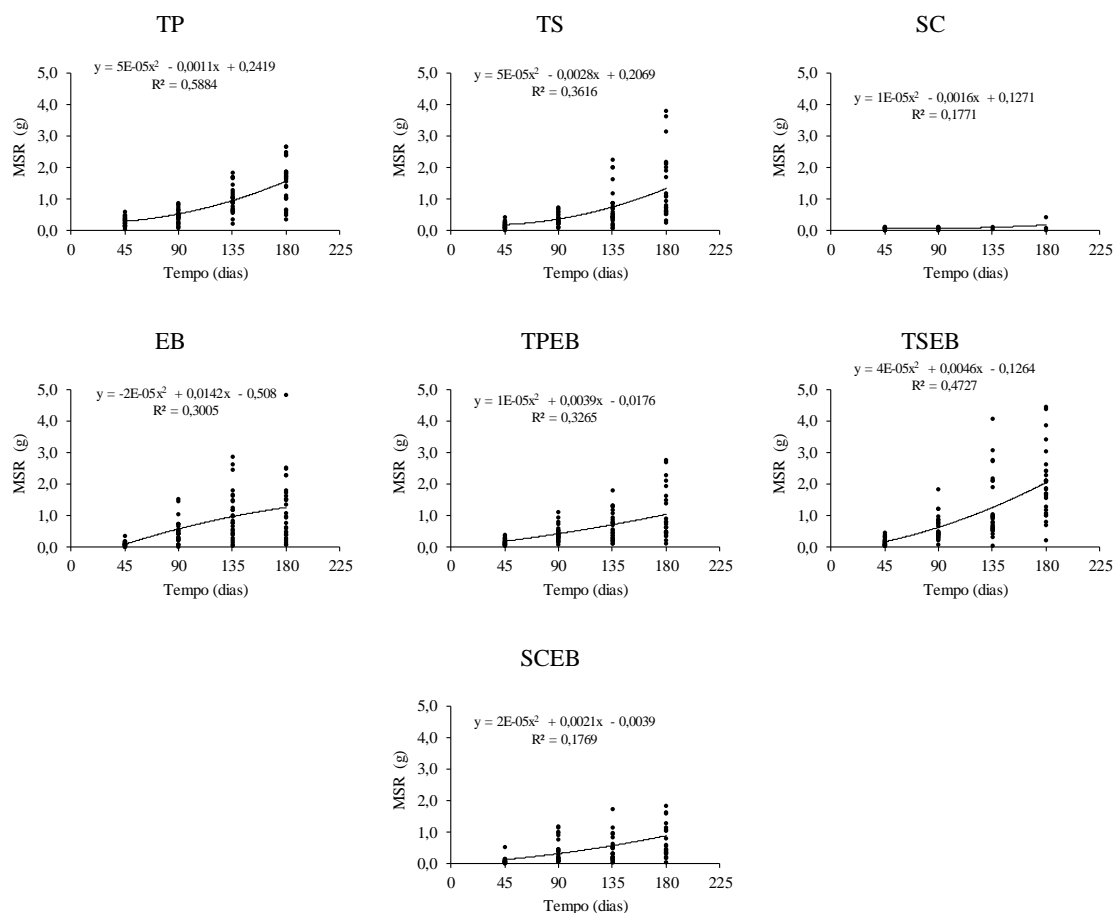 TP
y = 5E-05x² - 0,0011x + 0,2419
R² = 0,5884
5,0
4,0
3,0
2,0
1,0
0,0
MSR (g)
0 45 90 135 180 225
Tempo (dias)
TS
y = 5E-05x² - 0,0028x + 0,2069
R² = 0,3616
5,0
4,0
3,0
2,0
1,0
0,0
MSR (g)
0 45 90 135 180 225
Tempo (dias)
SC
y = 1E-05x² - 0,0016x + 0,1271
R² = 0,1771
5,0
4,0
3,0
2,0
1,0
0,0
MSR (g)
0 45 90 135 180 225
Tempo (dias)
EB
y = -2E-05x² + 0,0142x - 0,508
R² = 0,3005
5,0
4,0
3,0
2,0
1,0
0,0
MSR (g)
0 45 90 135 180 225
Tempo (dias)
TPEB
y = 1E-05x² + 0,0039x - 0,0176
R² = 0,3265
5,0
4,0
3,0
2,0
1,0
0,0
MSR (g)
0 45 90 135 180 225
Tempo (dias)
TSEB
y = 4E-05x² + 0,0046x - 0,1264
R² = 0,4727
5,0
4,0
3,0
2,0
1,0
0,0
MSR (g)
0 45 90 135 180 225
Tempo (dias)
SCEB
y = 2E-05x² + 0,0021x - 0,0039
R² = 0,1769
5,0
4,0
3,0
2,0
1,0
0,0
MSR (g)
0 45 90 135 180 225
Tempo (dias)